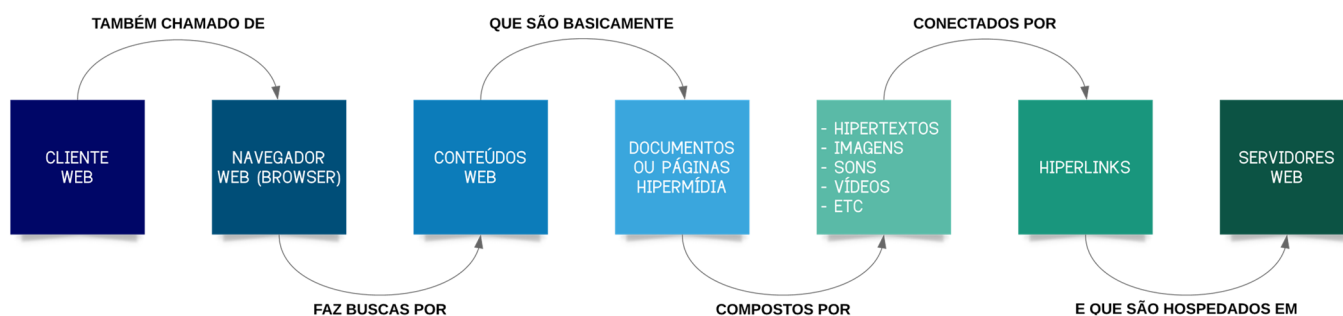 TAMBÉM CHAMADO DE
QUE SÃO BASICAMENTE
CONECTADOS POR
CLIENTE
WEB
NAVEGADOR
WEB (BROWSER)
CONTEÚDOS
WEB
DOCUMENTOS
OU PÁGINAS
HIPERMÍDIA
- HIPERTEXTOS
- IMAGENS
- SONS
- VÍDEOS
- ETC
HIPERLINKS
SERVIDORES
WEB
FAZ BUSCAS POR
COMPOSTOS POR
E QUE SÃO HOSPEDADOS EM